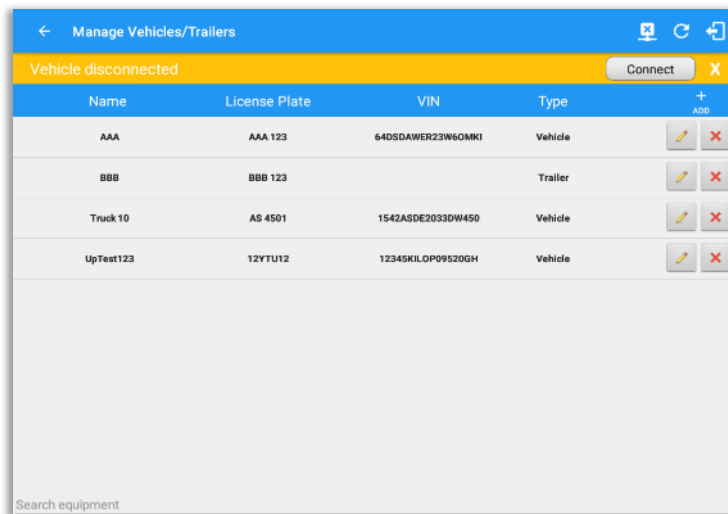 Manage Vehicles/Trailers
Vehicle disconnected Connect X
Name License Plate VIN Type + ADD
AAA AAA 123 64DSDAWER23W6OMKI Vehicle
BBB BBB 123 Trailer
Truck 10 AS 4501 1542ASDE2033DW450 Vehicle
UpTest123 12YTU12 12345KILOP09520GH Vehicle
Search equipment